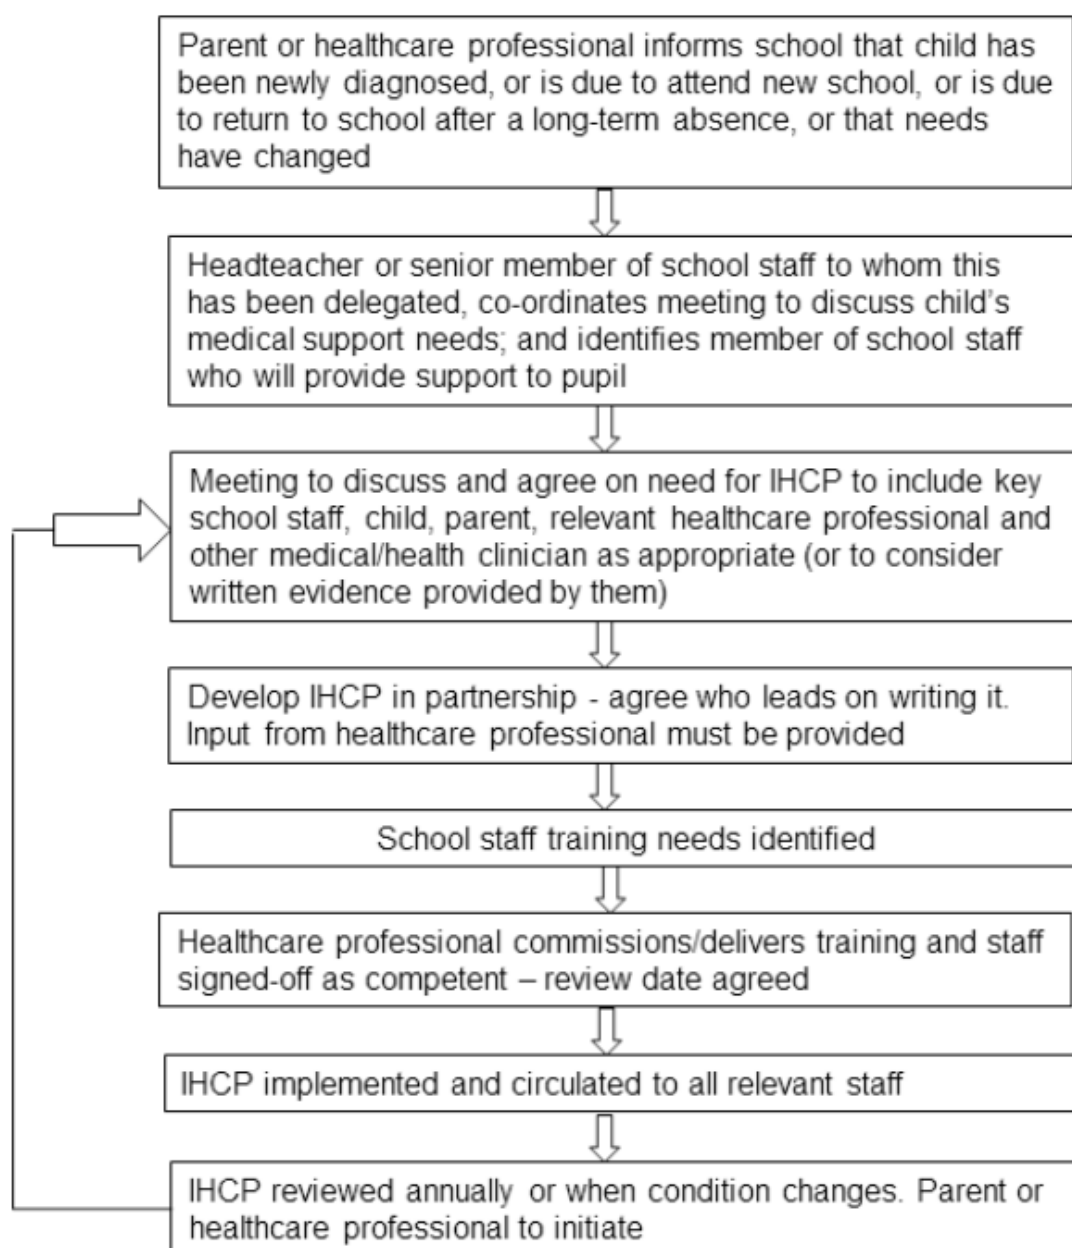 Parent or healthcare professional informs school that child has
been newly diagnosed, or is due to attend new school, or is due
to return to school after a long-term absence, or that needs
have changed
Headteacher or senior member of school staff to whom this
has been delegated, co-ordinates meeting to discuss child's
medical support needs; and identifies member of school staff
who will provide support to pupil
Meeting to discuss and agree on need for IHCP to include key
school staff, child, parent, relevant healthcare professional and
other medical/health clinician as appropriate (or to consider
written evidence provided by them)
Develop IHCP in partnership - agree who leads on writing it.
Input from healthcare professional must be provided
School staff training needs identified
Healthcare professional commissions/delivers training and staff
signed-off as competent – review date agreed
IHCP implemented and circulated to all relevant staff
IHCP reviewed annually or when condition changes. Parent or
healthcare professional to initiate